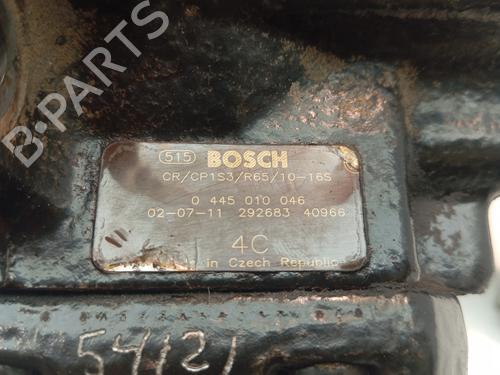 B-PARTS
515 BOSCH
CR/CP1S3/R65/10-16S
0 445 010 046
02-07-11 292683 40966
4C
in Czech Republic
54121